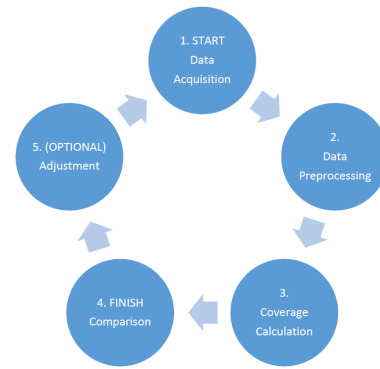 1. START
Data
Acquisition
2.
Data
Preprocessing
3.
Coverage
Calculation
4. FINISH
Comparison
5. (OPTIONAL)
Adjustment